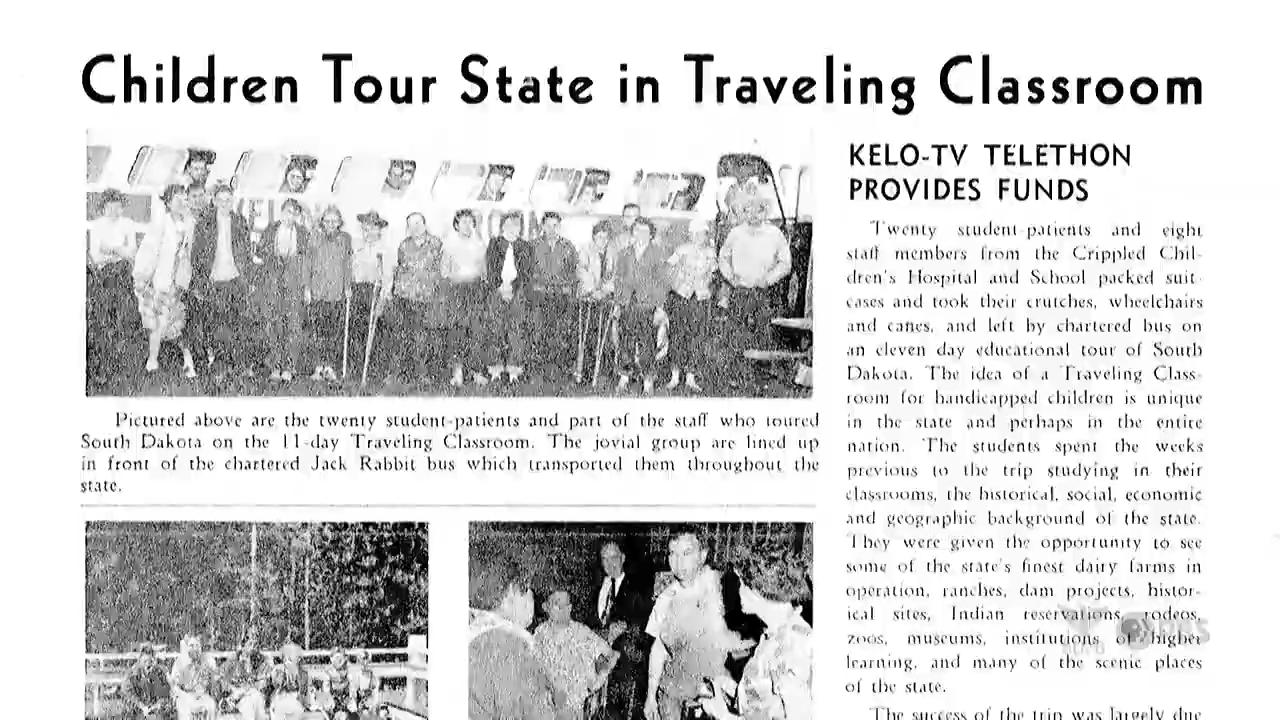 Children Tour State in Traveling Classroom
Pictured above are the twenty student-patients and part of the staff who toured
South Dakota on the 11-day Traveling Classroom. The jovial group are lined up
in front of the chartered Jack Rabbit bus which transported them throughout the
state.
KELO-TV TELETHON
PROVIDES FUNDS
Twenty student-patients and eight
staff members from the Crippled Chil-
dren's Hospital and School packed suit-
cases and took their crutches, wheelchairs
and canes, and left by chartered bus on
an eleven day educational tour of South
Dakota. The idea of a Traveling Class-
room for handicapped children is unique
in the state and perhaps in the entire
nation. The students spent the weeks
previous to the trip studying in their
classrooms, the historical, social, economic
and geographic background of the state.
They were given the opportunity to see
some of the state's finest dairy farms in
operation, ranches, dam projects, histor-
ical sites, Indian reservations, rodeos,
zoos, museums, institutions of higher
learning, and many of the scenic places
of the state.
The success of the trip was largely due